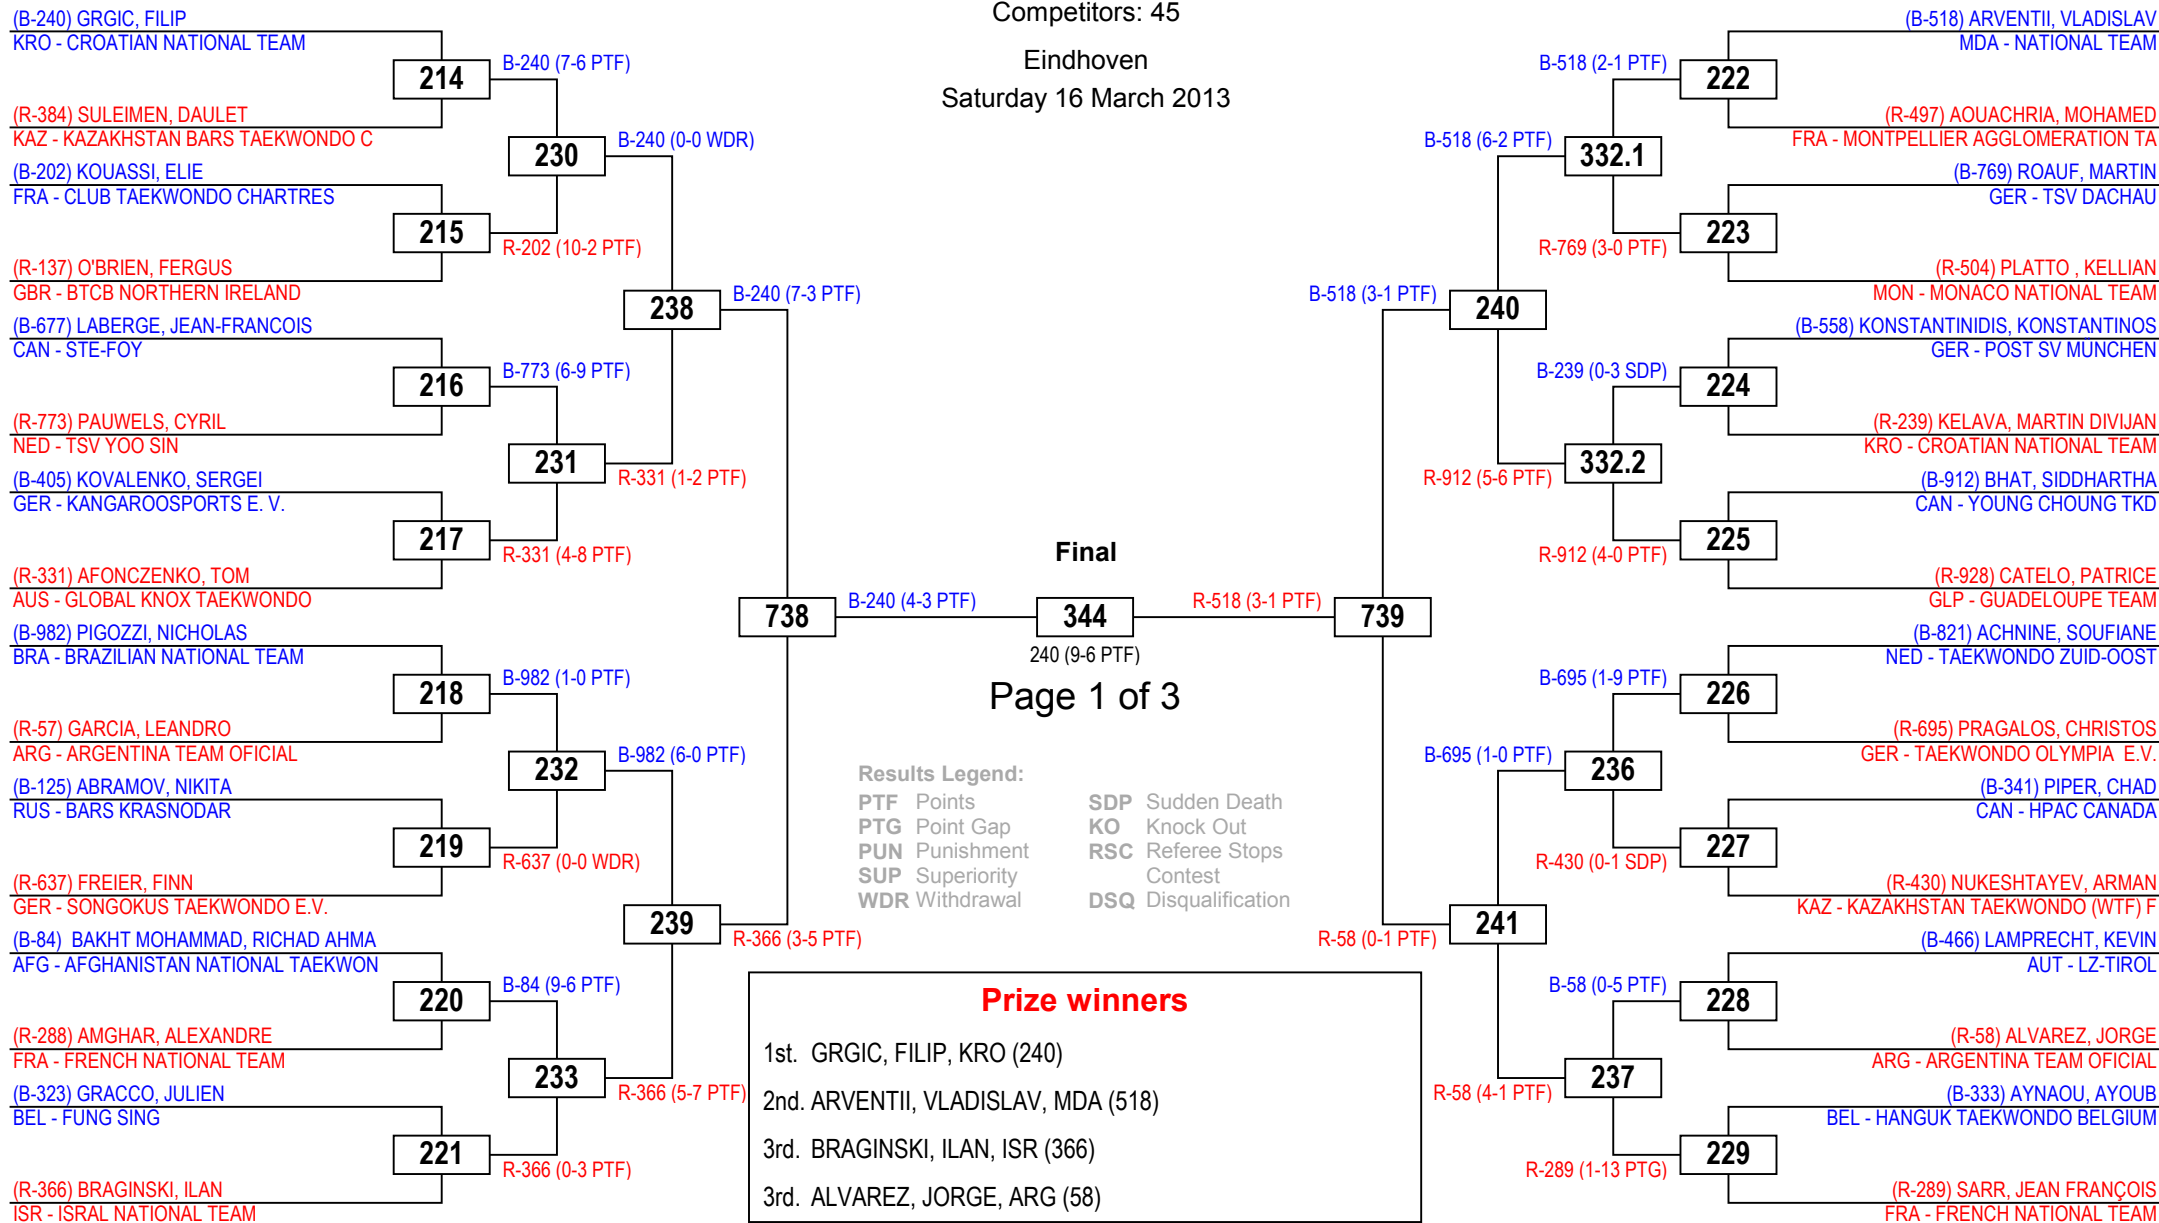 Competitors: 45
Eindhoven
Saturday 16 March 2013
(B-240) GRGIC, FILIP
KRO - CROATIAN NATIONAL TEAM
214
B-240 (7-6 PTF)
(R-384) SULEIMEN, DAULET
KAZ - KAZAKHSTAN BARS TAEKWONDO C
230
B-240 (0-0 WDR)
(B-202) KOUASSI, ELIE
FRA - CLUB TAEKWONDO CHARTRES
215
R-202 (10-2 PTF)
(R-137) O'BRIEN, FERGUS
GBR - BTCB NORTHERN IRELAND
238
B-240 (7-3 PTF)
(B-677) LABERGE, JEAN-FRANCOIS
CAN - STE-FOY
216
B-773 (6-9 PTF)
(R-773) PAUWELS, CYRIL
NED - TSV YOO SIN
231
R-331 (1-2 PTF)
(B-405) KOVALENKO, SERGEI
GER - KANGAROOSPORTS E. V.
217
R-331 (4-8 PTF)
(R-331) AFONCZENKO, TOM
AUS - GLOBAL KNOX TAEKWONDO
738
B-240 (4-3 PTF)
(B-982) PIGOZZI, NICHOLAS
BRA - BRAZILIAN NATIONAL TEAM
218
B-982 (1-0 PTF)
(R-57) GARCIA, LEANDRO
ARG - ARGENTINA TEAM OFICIAL
232
B-982 (6-0 PTF)
(B-125) ABRAMOV, NIKITA
RUS - BARS KRASNODAR
219
R-637 (0-0 WDR)
(R-637) FREIER, FINN
GER - SONGOKUS TAEKWONDO E.V.
239
R-366 (3-5 PTF)
(B-84) BAKHT MOHAMMAD, RICHAD AHMA
AFG - AFGHANISTAN NATIONAL TAEKWON
220
B-84 (9-6 PTF)
(R-288) AMGHAR, ALEXANDRE
FRA - FRENCH NATIONAL TEAM
233
R-366 (5-7 PTF)
(B-323) GRACCO, JULIEN
BEL - FUNG SING
221
R-366 (0-3 PTF)
(R-366) BRAGINSKI, ILAN
ISR - ISRAL NATIONAL TEAM
Final
344
240 (9-6 PTF)
Page 1 of 3
Results Legend:
PTF Points SDP Sudden Death
PTG Point Gap KO Knock Out
PUN Punishment RSC Referee Stops
SUP Superiority Contest
WDR Withdrawal DSQ Disqualification
Prize winners
1st. GRGIC, FILIP, KRO (240)
2nd. ARVENTII, VLADISLAV, MDA (518)
3rd. BRAGINSKI, ILAN, ISR (366)
3rd. ALVAREZ, JORGE, ARG (58)
(B-518) ARVENTII, VLADISLAV
MDA - NATIONAL TEAM
B-518 (2-1 PTF)
222
(R-497) AOUACHRIA, MOHAMED
FRA - MONTPELLIER AGGLOMERATION TA
B-518 (6-2 PTF)
332.1
(B-769) ROAUF, MARTIN
GER - TSV DACHAU
R-769 (3-0 PTF)
223
(R-504) PLATTO , KELLIAN
MON - MONACO NATIONAL TEAM
B-518 (3-1 PTF)
240
(B-558) KONSTANTINIDIS, KONSTANTINOS
GER - POST SV MÜNCHEN
B-239 (0-3 SDP)
224
(R-239) KELAVA, MARTIN DIVIJAN
KRO - CROATIAN NATIONAL TEAM
R-912 (5-6 PTF)
332.2
(B-912) BHAT, SIDDHARTHA
CAN - YOUNG CHOUNG TKD
R-912 (4-0 PTF)
225
(R-928) CATELO, PATRICE
GLP - GUADELOUPE TEAM
R-518 (3-1 PTF)
739
(B-821) ACHNINE, SOUFIANE
NED - TAEKWONDO ZUID-OOST
B-695 (1-9 PTF)
226
(R-695) PRAGALOS, CHRISTOS
GER - TAEKWONDO OLYMPIA E.V.
B-695 (1-0 PTF)
236
(B-341) PIPER, CHAD
CAN - HPAC CANADA
R-430 (0-1 SDP)
227
(R-430) NUKESHTAYEV, ARMAN
KAZ - KAZAKHSTAN TAEKWONDO (WTF) F
R-58 (0-1 PTF)
241
(B-466) LAMPRECHT, KEVIN
AUT - LZ-TIROL
B-58 (0-5 PTF)
228
(R-58) ALVAREZ, JORGE
ARG - ARGENTINA TEAM OFICIAL
R-58 (4-1 PTF)
237
(B-333) AYNAOU, AYOUB
BEL - HANGUK TAEKWONDO BELGIUM
R-289 (1-13 PTG)
229
(R-289) SARR, JEAN FRANÇOIS
FRA - FRENCH NATIONAL TEAM